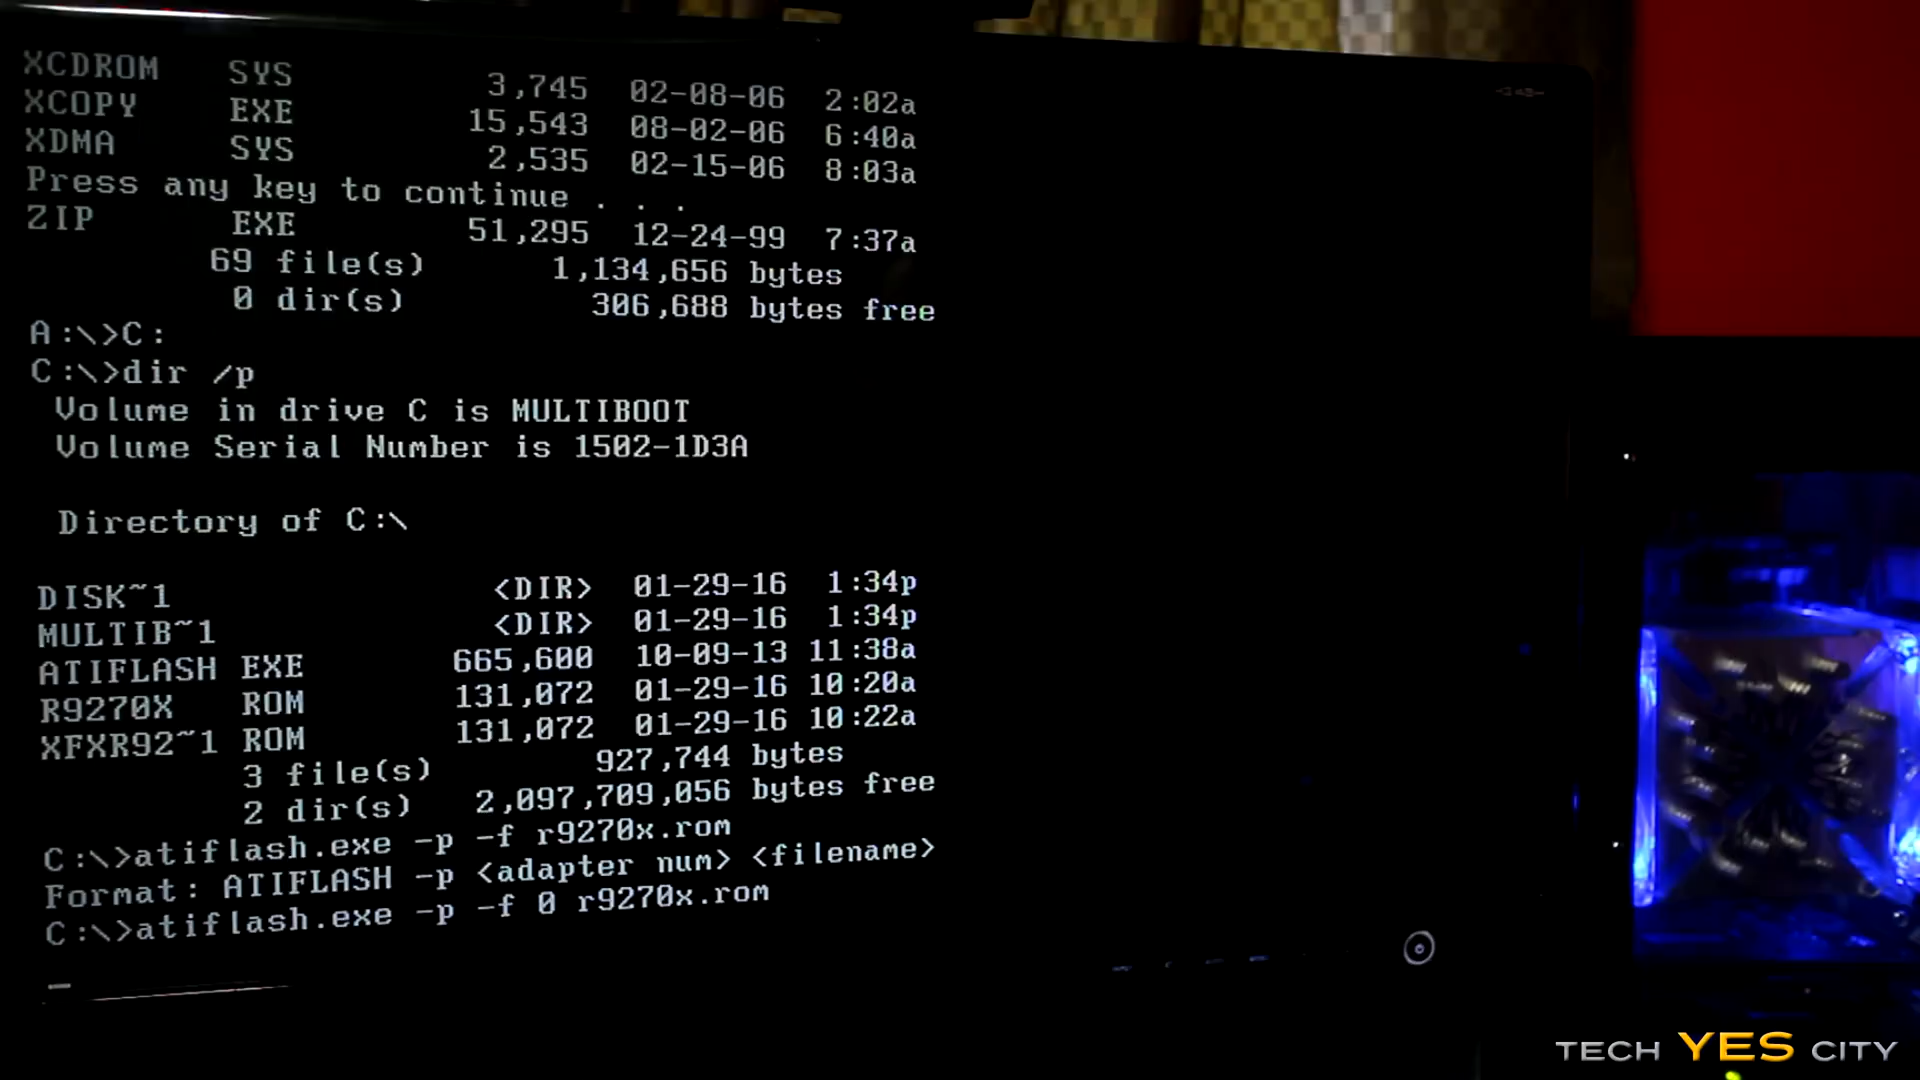 XCDROM SYS 3,745 02-08-06 2:02a
XCOPY EXE 15,543 08-02-06 6:40a
XDMA SYS 2,535 02-15-06 8:03a
Press any key to continue . . .
ZIP EXE 51,295 12-24-99 7:37a
69 file(s) 1,134,656 bytes
0 dir(s) 306,688 bytes free
A:\>C:
C:\>dir /p
Volume in drive C is MULTIBOOT
Volume Serial Number is 1502-1D3A
Directory of C:\
DISK~1 <DIR> 01-29-16 1:34p
MULTIB~1 <DIR> 01-29-16 1:34p
ATIFLASH EXE 665,600 10-09-13 11:38a
R9270X ROM 131,072 01-29-16 10:20a
XFXR92~1 ROM 131,072 01-29-16 10:22a
3 file(s) 927,744 bytes
2 dir(s) 2,097,709,056 bytes free
C:\>atiflash.exe -p -f r9270x.rom
Format: ATIFLASH -p <adapter num> <filename>
C:\>atiflash.exe -p -f 0 r9270x.rom
TECH YES CITY